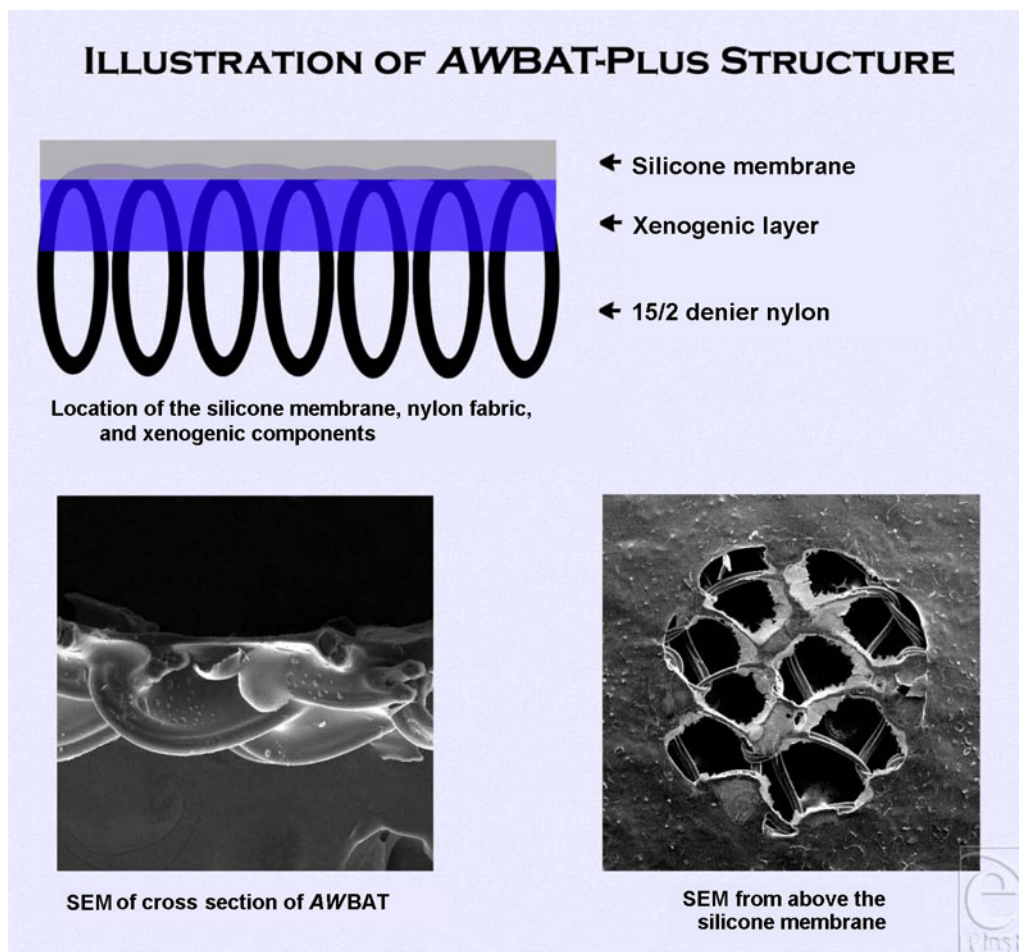 ILLUSTRATION OF AWBAT-PLUS STRUCTURE
Silicone membrane
Xenogenic layer
15/2 denier nylon
Location of the silicone membrane, nylon fabric,
and xenogenic components
SEM of cross section of AWBAT
SEM from above the
silicone membrane